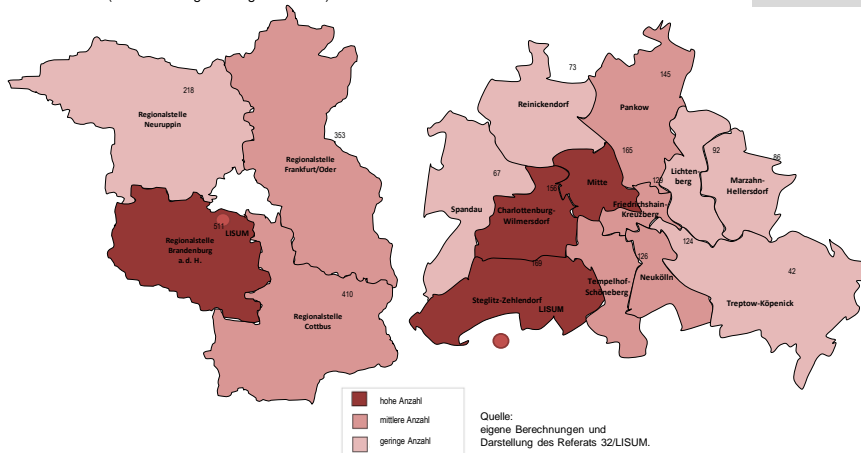 218
Regionalstelle
Neuruppin
353
Regionalstelle
Frankfurt/Oder
511
LISUM
Regionalstelle
Brandenburg
a.d. H.
410
Regionalstelle
Cottbus
73
Reinickendorf
145
Pankow
67
Spandau
165
Mitte
156
Charlottenburg-
Wilmersdorf
129
Friedrichshain-
Kreuzberg
Lichten-
berg
92
86
Marzahn-
Hellersdorf
169
Steglitz-Zehlendorf
LISUM
Tempelhof-
Schöneberg
126
Neukölln
124
42
Treptow-Köpenick
hohe Anzahl
mittlere Anzahl
geringe Anzahl
Quelle:
eigene Berechnungen und
Darstellung des Referats 32/LISUM.